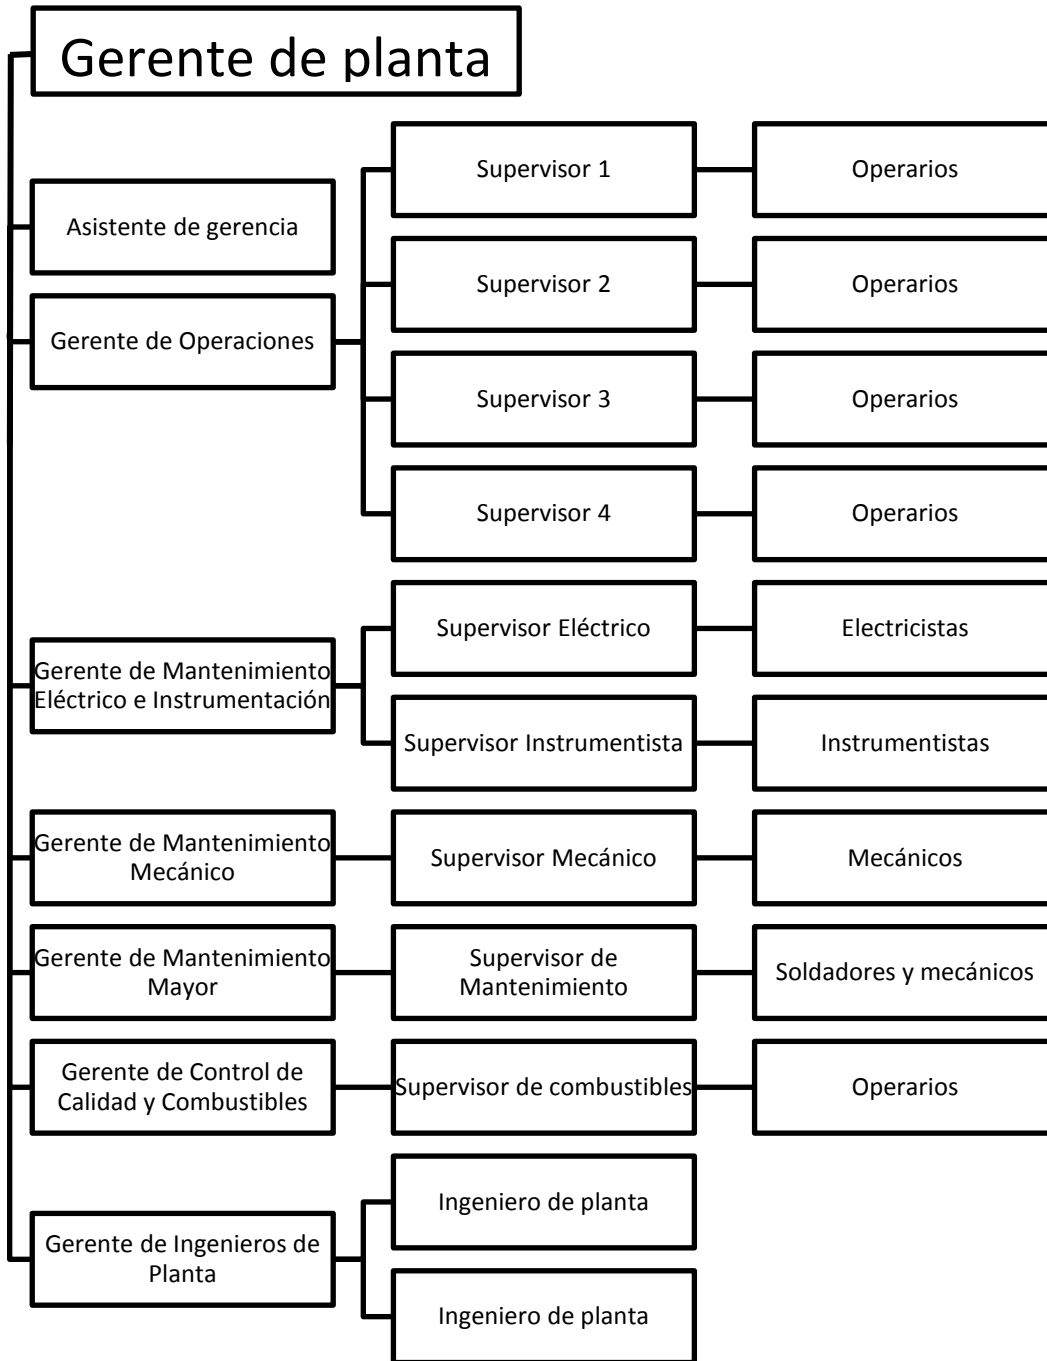 Gerente de planta
Supervisor 1
Operarios
Asistente de gerencia
Supervisor 2
Operarios
Gerente de Operaciones
Supervisor 3
Operarios
Supervisor 4
Operarios
Supervisor Eléctrico
Electricistas
Gerente de Mantenimiento
Eléctrico e Instrumentación
Supervisor Instrumentista
Instrumentistas
Gerente de Mantenimiento
Mecánico
Supervisor Mecánico
Mecánicos
Gerente de Mantenimiento
Mayor
Supervisor de
Mantenimiento
Soldadores y mecánicos
Gerente de Control de
Calidad y Combustibles
Supervisor de combustibles
Operarios
Ingeniero de planta
Gerente de Ingenieros de
Planta
Ingeniero de planta